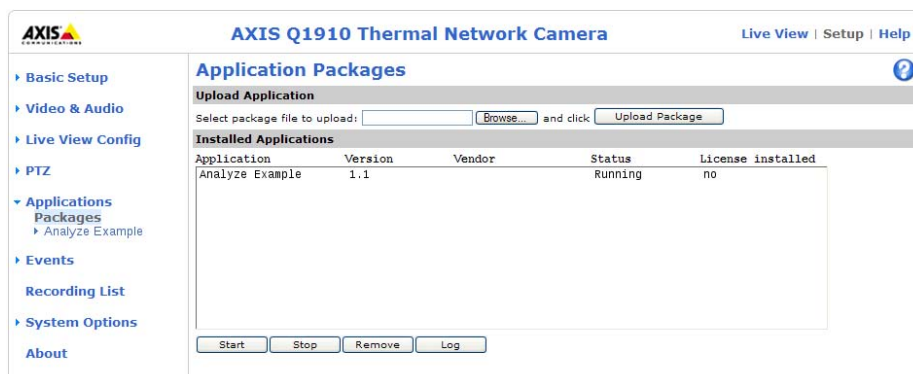 AXIS
COMMUNICATIONS
AXIS Q1910 Thermal Network Camera
Live View | Setup | Help
Basic Setup
Video & Audio
Live View Config
PTZ
Applications
Packages
Analyze Example
Events
Recording List
System Options
About
Application Packages
?
Upload Application
Select package file to upload: Browse... and click Upload Package
Installed Applications
Application Version Vendor Status License installed
Analyze Example 1.1 Running no
Start Stop Remove Log